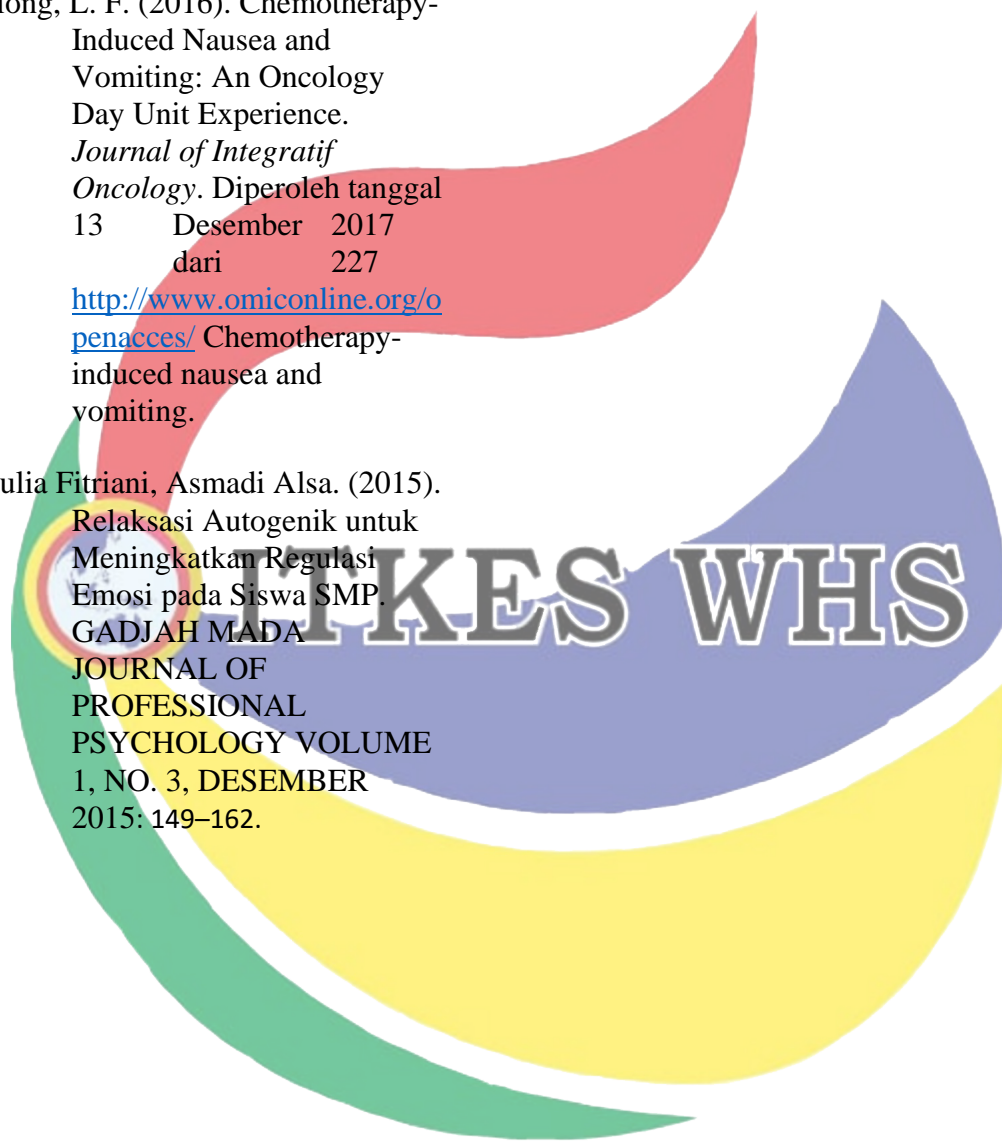 L. F. (2016). Chemotherapy-
Induced Nausea and
Vomiting: An Oncology
Day Unit Experience.
Journal of Integratif
Oncology. Diperoleh tanggal
13 Desember 2017
dari 227
http://www.omiconline.org/o
penacces/ Chemotherapy-
induced nausea and
vomiting.
Fitriani, Asmadi Alsa. (2015).
Relaksasi Autogenik untuk
Meningkatkan Regulasi
Emosi pada Siswa SMP.
GADJAH MADA
JOURNAL OF
PROFESSIONAL
PSYCHOLOGY VOLUME
1, NO. 3, DESEMBER
2015: 149–162.
ITKES WHS